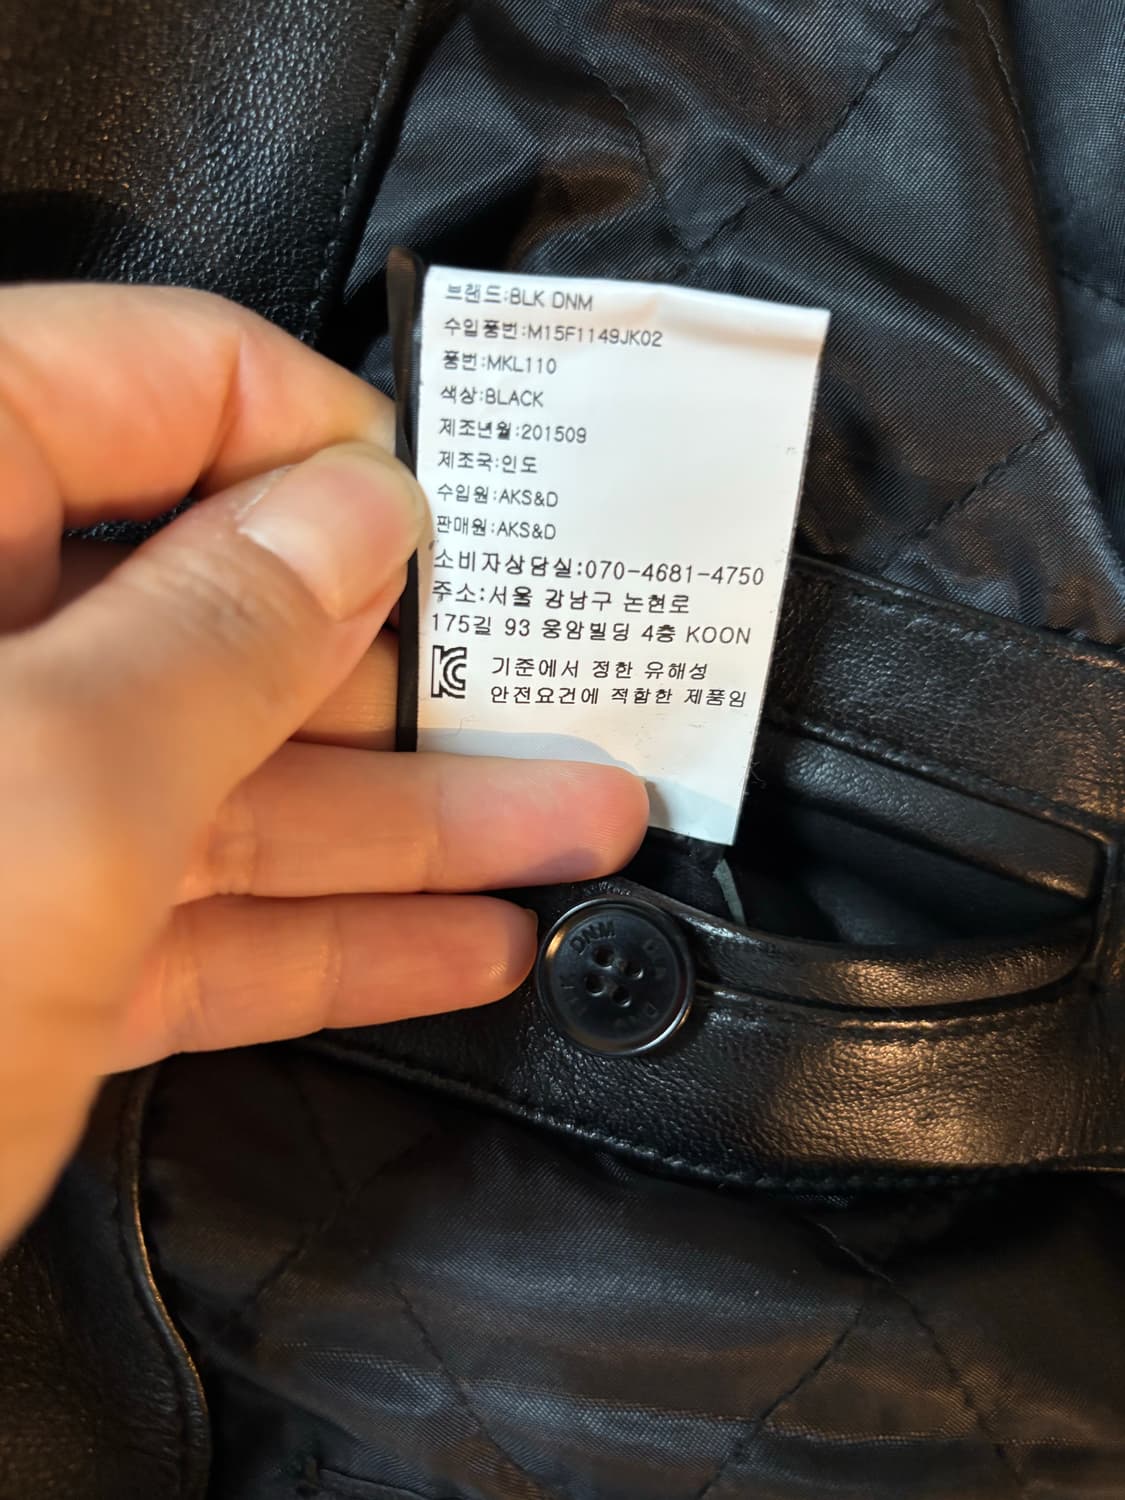 브랜드:BLK DNM
수입품번:M15F1149JK02
품번:MKL110
색상:BLACK
제조년월:201509
제조국:인도
수입원:AKS&D
판매원:AKS&D
소비자상담실:070-4681-4750
주소:서울 강남구 논현로
175길 93 웅암빌딩 4층 KOON
기준에서 정한 유해성
안전요건에 적합한 제품임
DNM